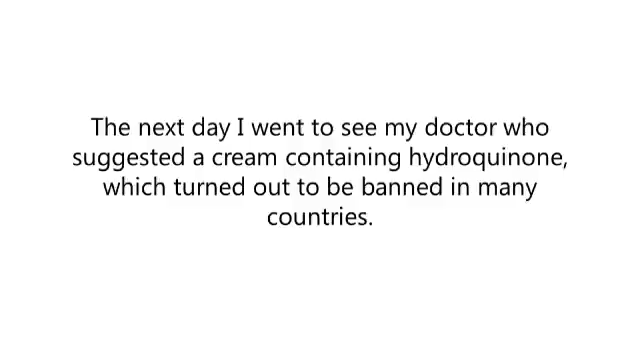 The next day I went to see my doctor who
suggested a cream containing hydroquinone,
which turned out to be banned in many
countries.